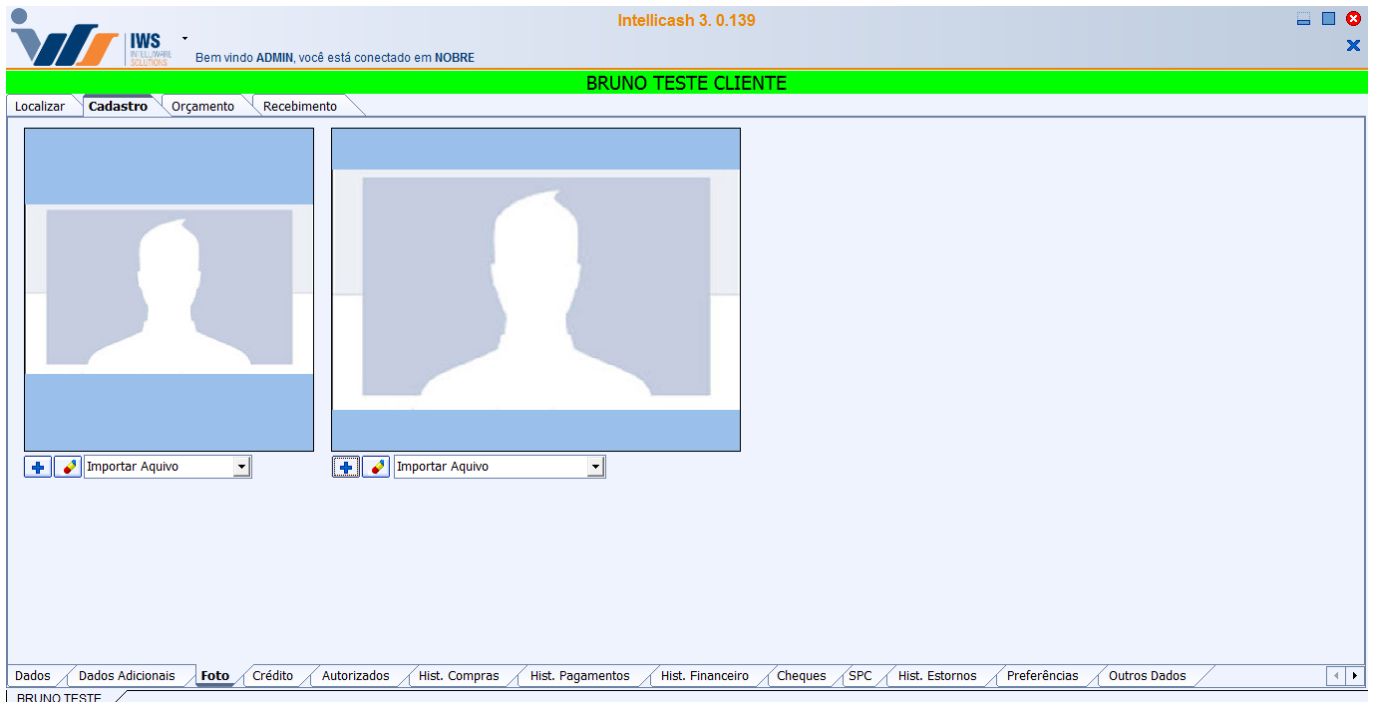 Intellicash 3. 0.139
IWS
INTELLIWARE
SOLUTIONS
Bem vindo ADMIN, você está conectado em NOBRE
BRUNO TESTE CLIENTE
Localizar Cadastro Orçamento Recebimento
Importar Aquivo Importar Aquivo
Dados Dados Adicionais Foto Crédito Autorizados Hist. Compras Hist. Pagamentos Hist. Financeiro Cheques SPC Hist. Estornos Preferências Outros Dados
BRUNO TESTE